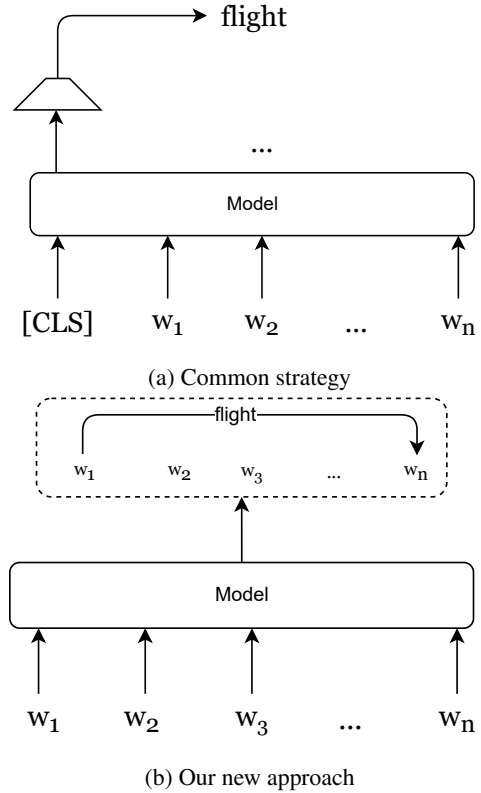 flight
...
Model
[CLS] w₁ w₂ ... wₙ
(a) Common strategy
flight
w₁ w₂ w₃ ... wₙ
Model
w₁ w₂ w₃ ... wₙ
(b) Our new approach